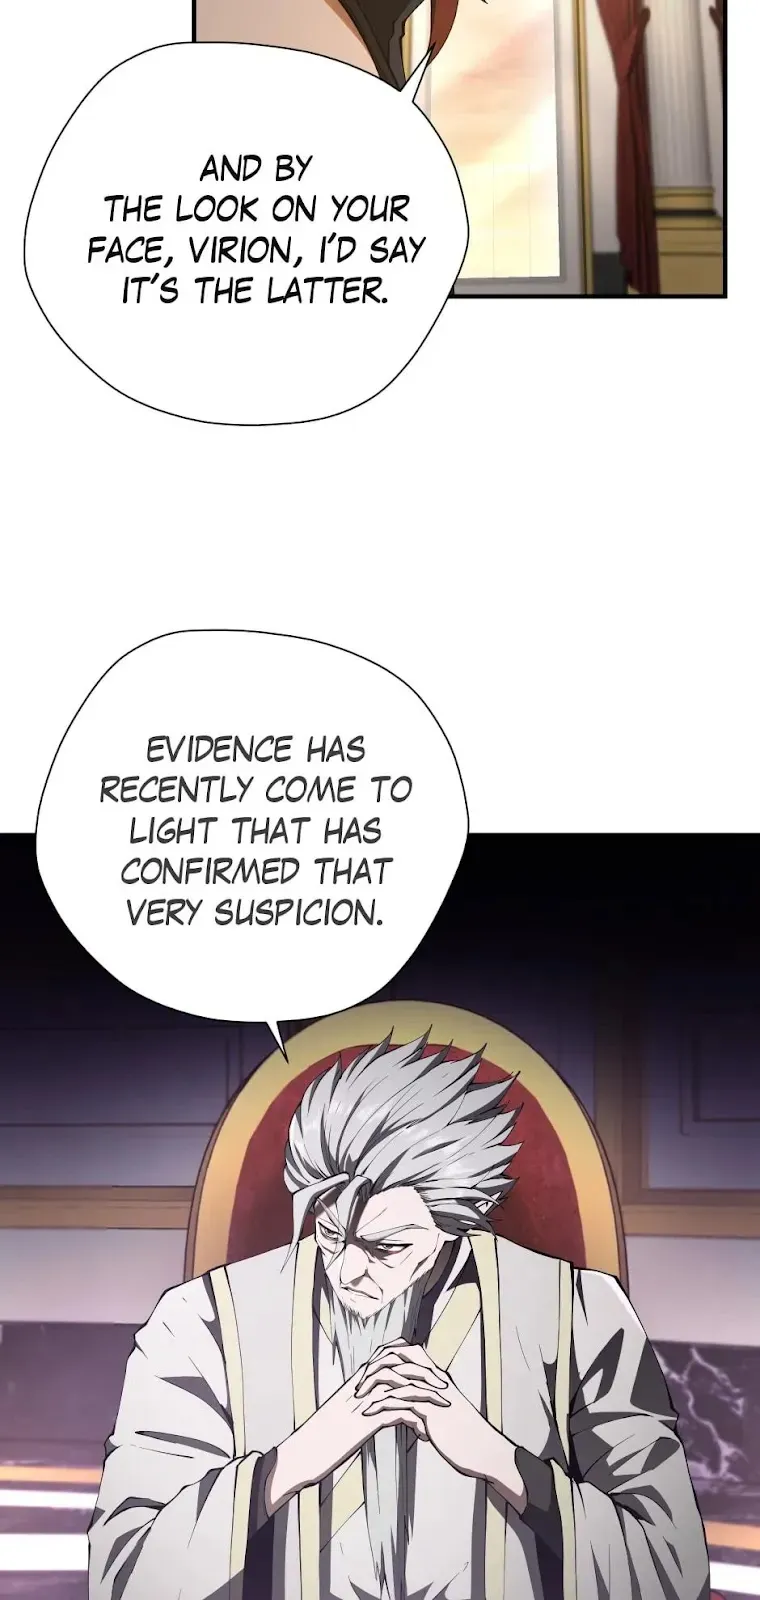 AND BY
THE LOOK ON YOUR
FACE, VIRION, I'D SAY
IT'S THE LATTER.
EVIDENCE HAS
RECENTLY COME TO
LIGHT THAT HAS
CONFIRMED THAT
VERY SUSPICION.